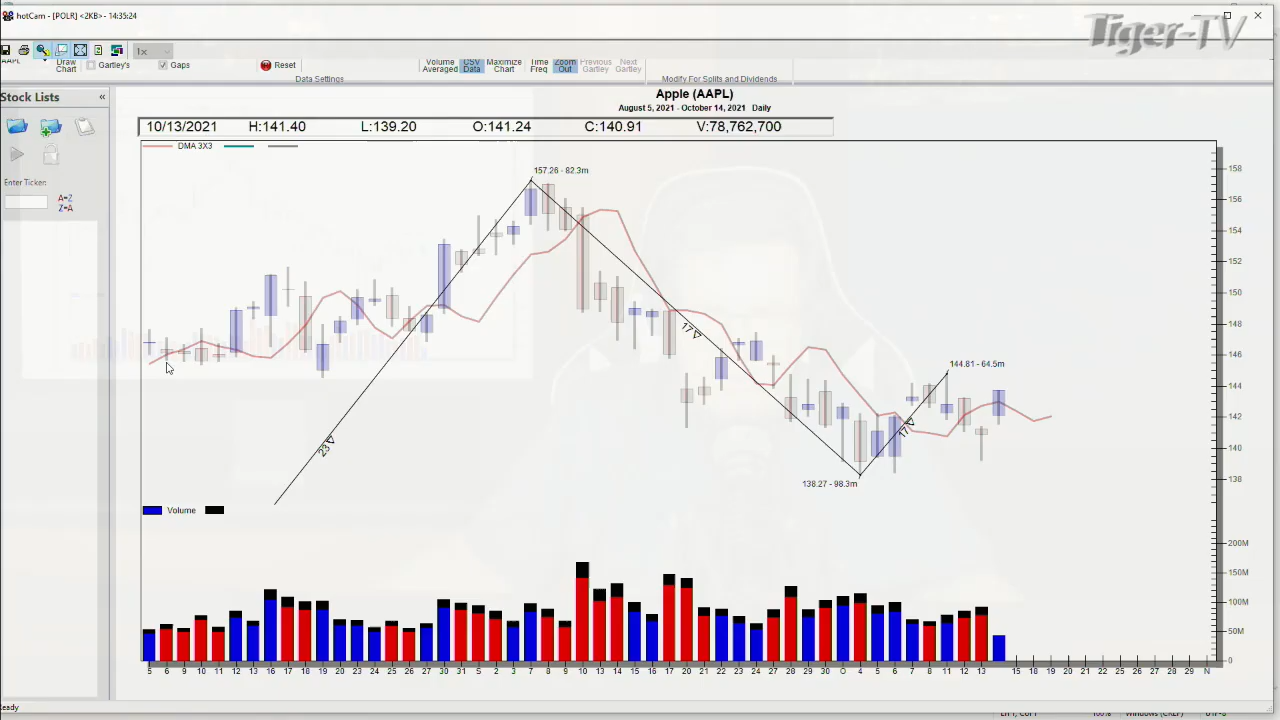 hotCam - [POLR] <2KB> - 14:35:24
Tiger-TV
1x
AAPL
Draw Chart
Gartley's
Gaps
Reset
Data Settings
Volume Averaged
CSV Data
Maximize Chart
Time Freq
Zoom Out
Previous Gartley
Next Gartley
Modify For Splits and Dividends
Stock Lists «
Enter Ticker:
A=Z
Z=A
Apple (AAPL)
August 5, 2021 - October 14, 2021 Daily
10/13/2021 H:141.40 L:139.20 O:141.24 C:140.91 V:78,762,700
DMA 3X3
157.26 - 82.3m
158
156
154
152
150
148
146
144
142
140
138
17
144.81 - 64.5m
17
23
138.27 - 98.3m
Volume
200M
150M
100M
50M
0
5 6 9 10 11 12 13 16 17 18 19 20 23 24 25 26 27 30 31 S 2 3 7 8 9 10 13 14 15 16 17 20 21 22 23 24 27 28 29 30 O 4 5 6 7 8 11 12 13 15 18 19 20 21 22 25 26 27 28 29 N
100%